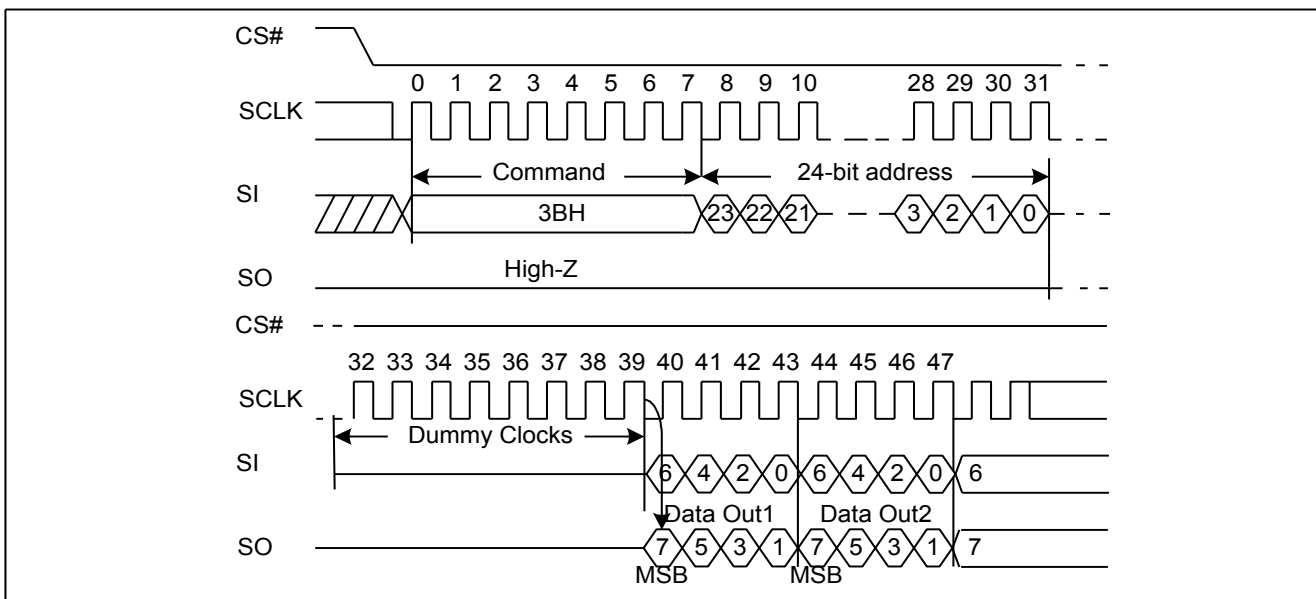 CS#
0 1 2 3 4 5 6 7 8 9 10 28 29 30 31
SCLK
Command 24-bit address
SI
3BH 23 22 21 3 2 1 0
High-Z
SO
CS#
32 33 34 35 36 37 38 39 40 41 42 43 44 45 46 47
SCLK
Dummy Clocks
SI
6 4 2 0 6 4 2 0 6
Data Out1 Data Out2
SO
7 5 3 1 7 5 3 1 7
MSB MSB